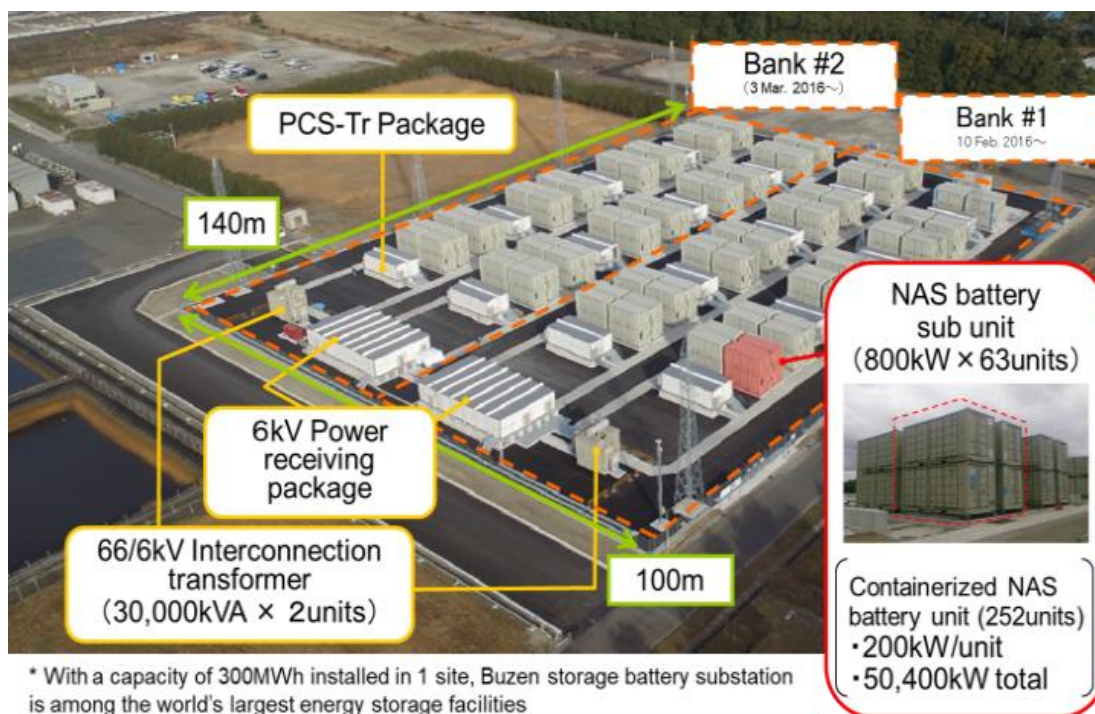 Bank #2
(3 Mar. 2016～)
Bank #1
10 Feb. 2016～
PCS-Tr Package
140m
NAS battery
sub unit
(800kW × 63units)
6kV Power
receiving
package
66/6kV Interconnection
transformer
(30,000kVA × 2units)
100m
Containerized NAS
battery unit (252units)
・200kW/unit
・50,400kW total
* With a capacity of 300MWh installed in 1 site, Buzen storage battery substation
is among the world's largest energy storage facilities